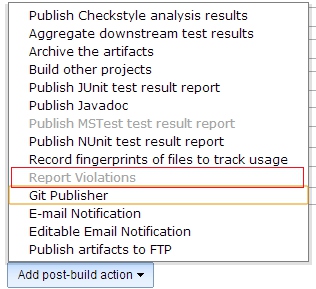 Publish Checkstyle analysis results
Aggregate downstream test results
Archive the artifacts
Build other projects
Publish JUnit test result report
Publish Javadoc
Publish MSTest test result report
Publish NUnit test result report
Record fingerprints of files to track usage
Report Violations
Git Publisher
E-mail Notification
Editable Email Notification
Publish artifacts to FTP
Add post-build action